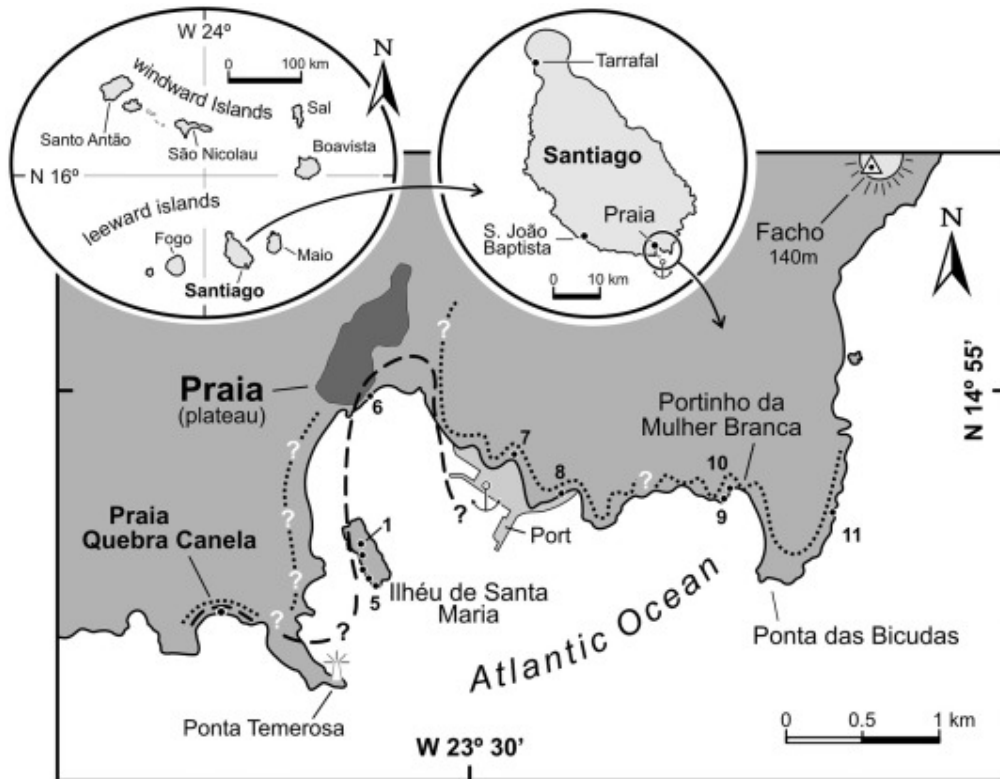 W 24º
N
0 100 km
windward Islands
Sal
Santo Antão
São Nicolau
Boavista
N 16º
leeward islands
Fogo
Maio
Santiago
Tarrafal
Santiago
Praia
S. João
Baptista
0 10 km
Facho
140m
N
N 14º 55'
?
Praia
(plateau)
6
Portinho da
Mulher Branca
7
?
8
?
10
9
11
Praia
Quebra Canela
?
?
?
Port
1
5
Ilhéu de Santa
Maria
?
?
Atlantic Ocean
Ponta das Bicudas
Ponta Temerosa
0 0.5 1 km
W 23º 30'